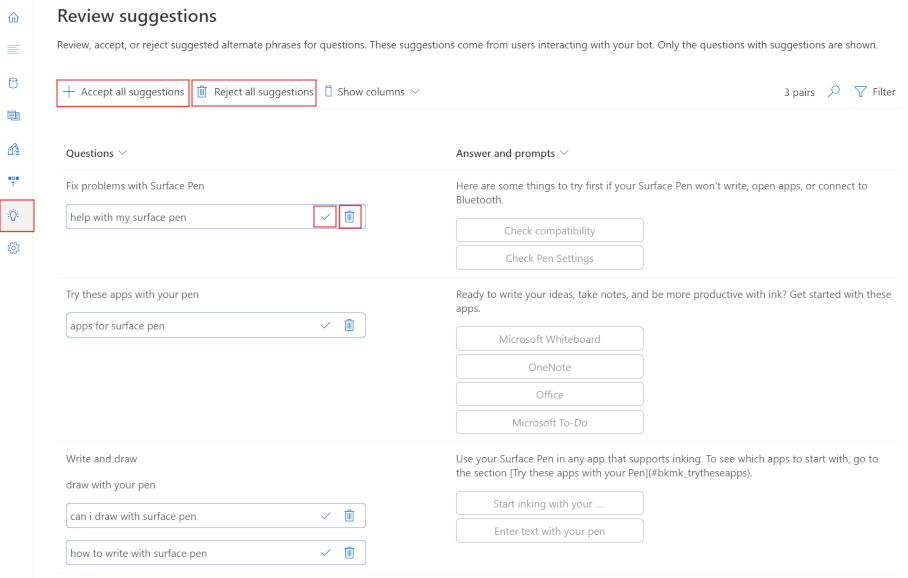 Review suggestions
Review, accept, or reject suggested alternate phrases for questions. These suggestions come from users interacting with your bot. Only the questions with suggestions are shown.
Accept all suggestions
Reject all suggestions
Show columns
3 pairs
Filter
Questions
Answer and prompts
Fix problems with Surface Pen
help with my surface pen
Here are some things to try first if your Surface Pen won't write, open apps, or connect to
Bluetooth.
Check compatibility
Check Pen Settings
Try these apps with your pen
apps for surface pen
Ready to write your ideas, take notes, and be more productive with ink? Get started with these
apps.
Microsoft Whiteboard
OneNote
Office
Microsoft To-Do
Write and draw
draw with your pen
can i draw with surface pen
how to write with surface pen
Use your Surface Pen in any app that supports inking. To see which apps to start with, go to
the section [Try these apps with your Pen](#bkmk_trytheseapps).
Start inking with your ...
Enter text with your pen